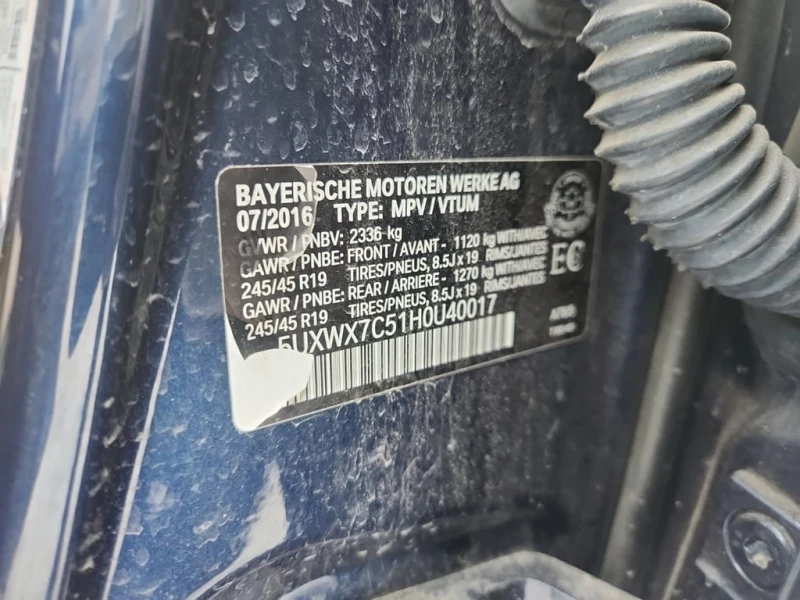 BAYERISCHE MOTOREN WERKE AG
07/2016 TYPE: MPV / VTUM
GVWR / PNBV: 2336 kg
GAWR / PNBE: FRONT / AVANT - 1120 kg WITH/AVEC
245/45 R19 TIRES/PNEUS, 8.5J x 19 RIMS/JANTES
GAWR / PNBE: REAR / ARRIERE - 1270 kg WITH/AVEC
245/45 R19 TIRES/PNEUS, 8.5J x 19 RIMS/JANTES
EC
5UXWX7C51H0U40017